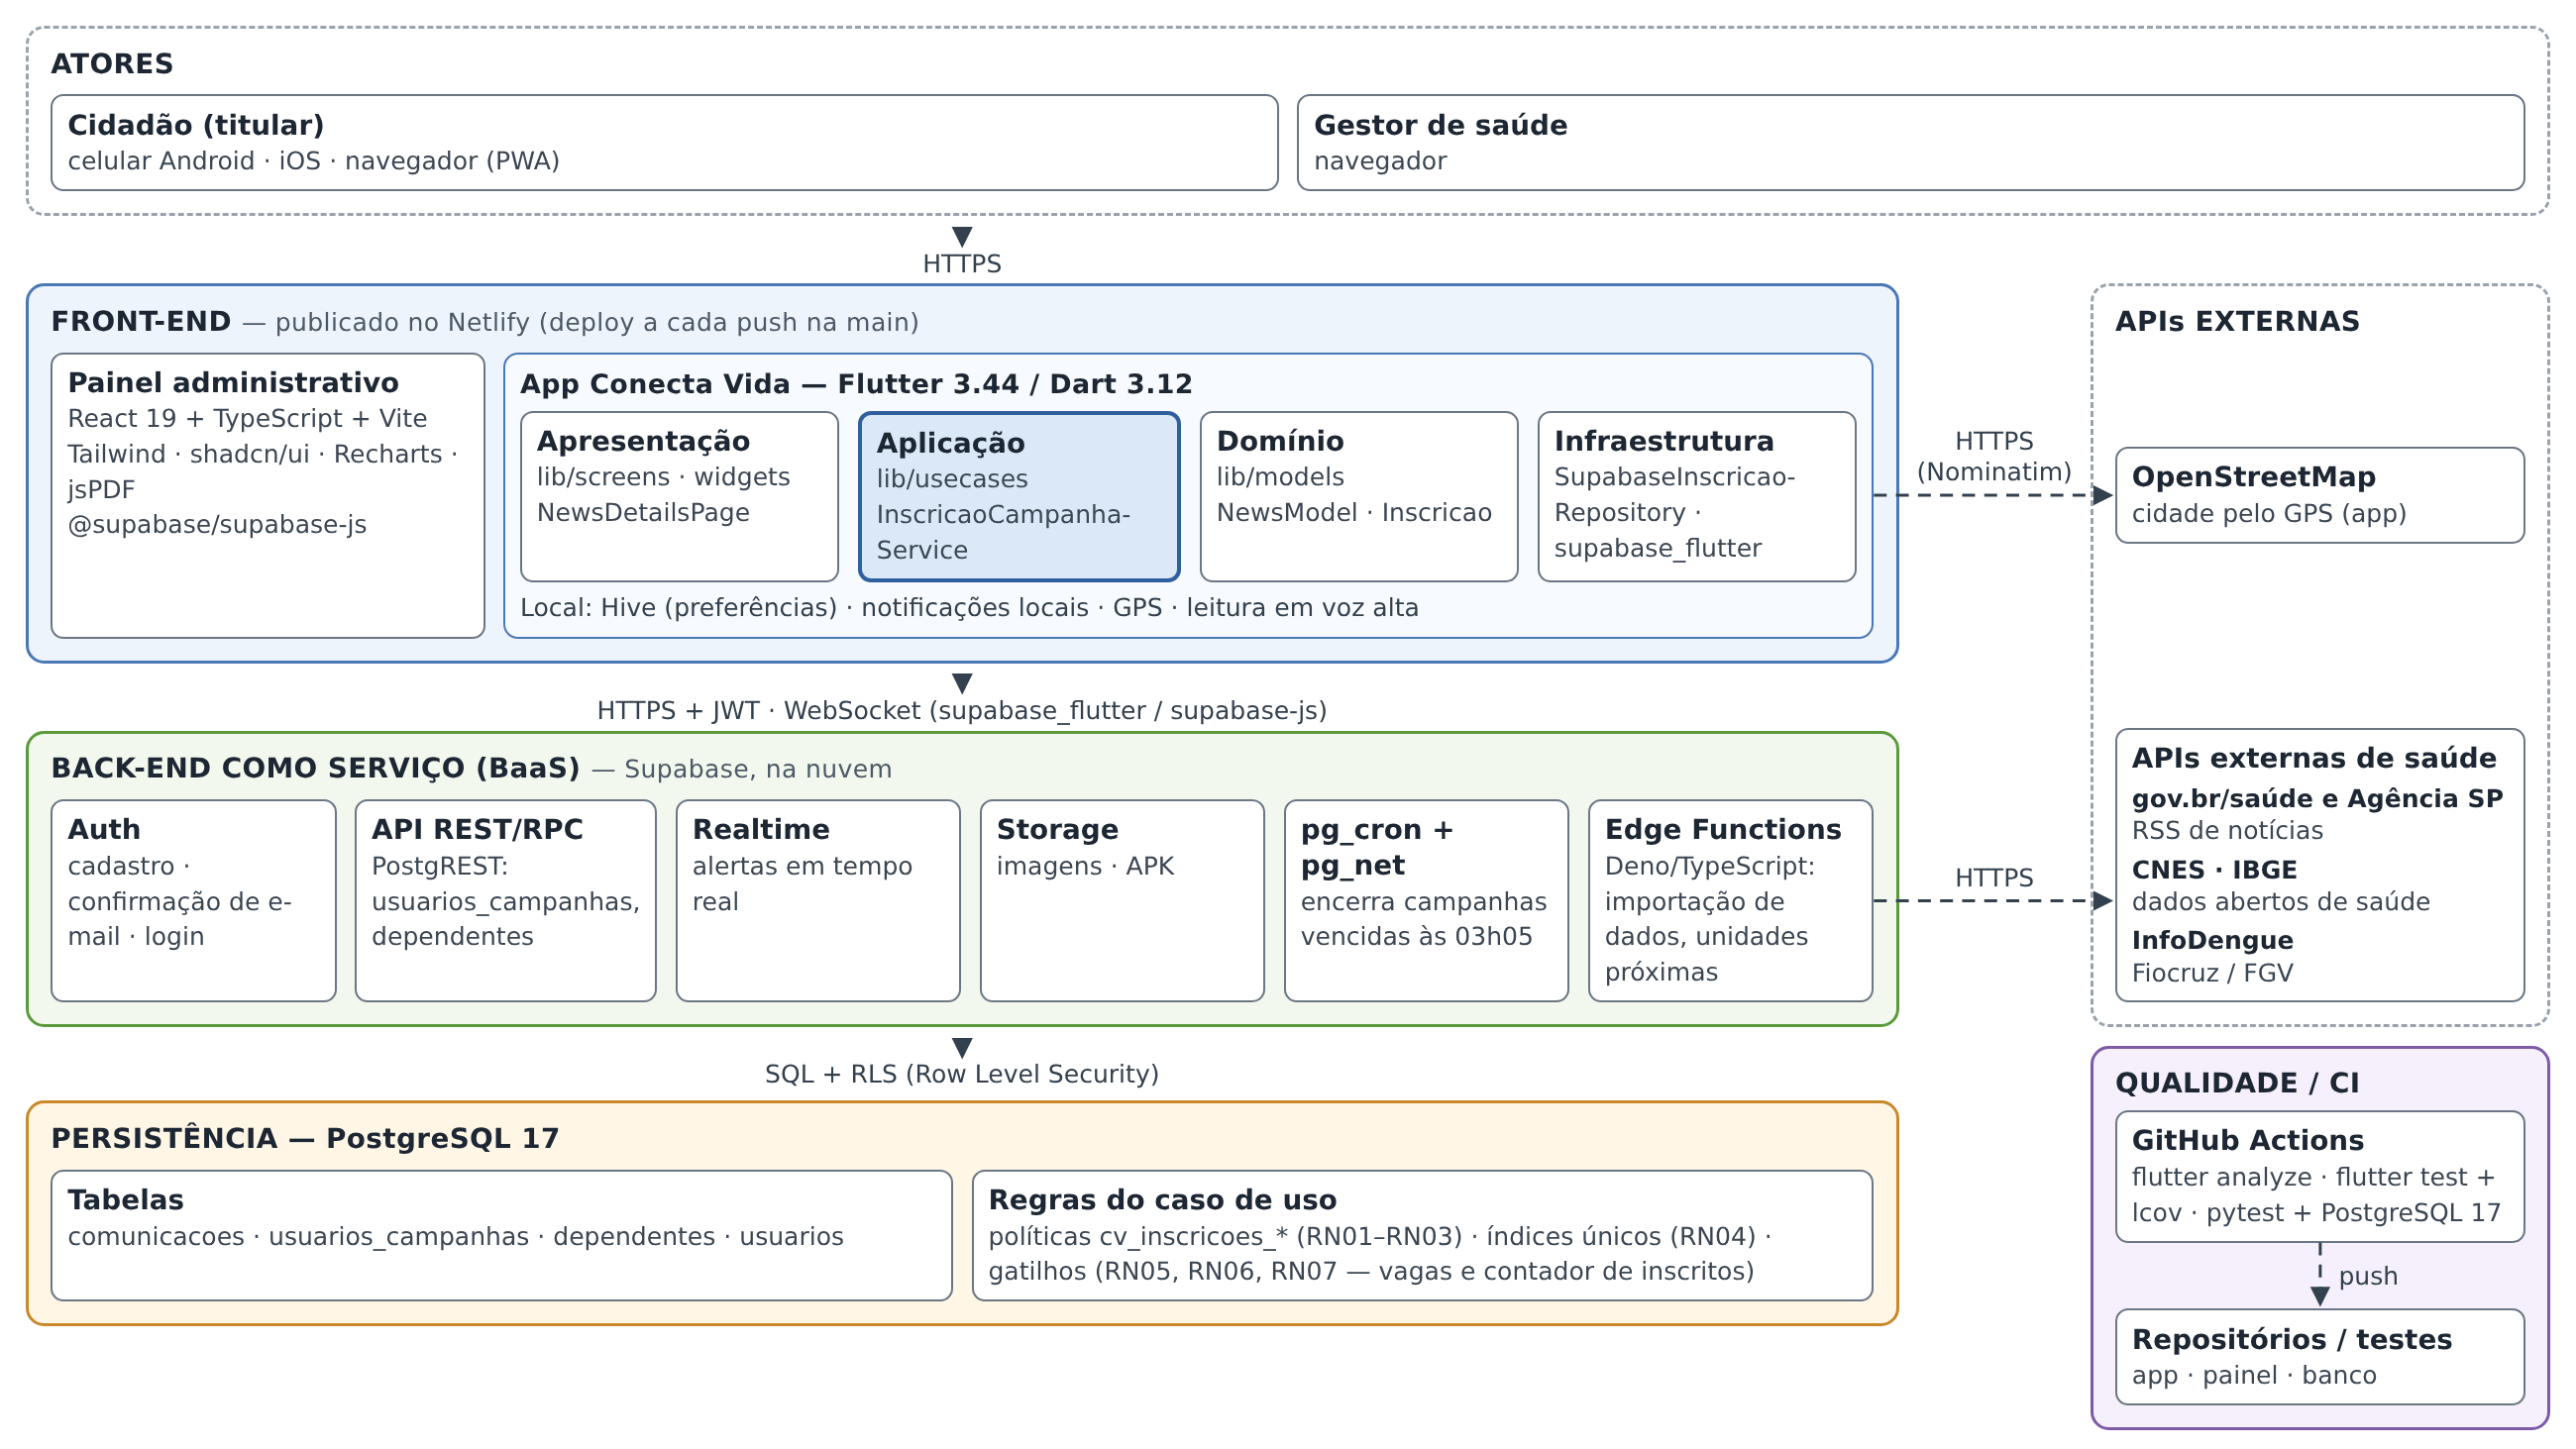 ATORES
Cidadão (titular)
celular Android · iOS · navegador (PWA)
Gestor de saúde
navegador
HTTPS
FRONT-END — publicado no Netlify (deploy a cada push na main)
Painel administrativo
React 19 + TypeScript + Vite
Tailwind · shadcn/ui · Recharts ·
jsPDF
@supabase/supabase-js
App Conecta Vida — Flutter 3.44 / Dart 3.12
Apresentação
lib/screens · widgets
NewsDetailsPage
Aplicação
lib/usecases
InscricaoCampanha-
Service
Domínio
lib/models
NewsModel · Inscricao
Infraestrutura
SupabaseInscricao-
Repository ·
supabase_flutter
Local: Hive (preferências) · notificações locais · GPS · leitura em voz alta
HTTPS
(Nominatim)
APIs EXTERNAS
OpenStreetMap
cidade pelo GPS (app)
HTTPS + JWT · WebSocket (supabase_flutter / supabase-js)
BACK-END COMO SERVIÇO (BaaS) — Supabase, na nuvem
Auth
cadastro ·
confirmação de e-
mail · login
API REST/RPC
PostgREST:
usuarios_campanhas,
dependentes
Realtime
alertas em tempo
real
Storage
imagens · APK
pg_cron +
pg_net
encerra campanhas
vencidas às 03h05
Edge Functions
Deno/TypeScript:
importação de
dados, unidades
próximas
HTTPS
APIs externas de saúde
gov.br/saúde e Agência SP
RSS de notícias
CNES · IBGE
dados abertos de saúde
InfoDengue
Fiocruz / FGV
SQL + RLS (Row Level Security)
PERSISTÊNCIA — PostgreSQL 17
Tabelas
comunicacoes · usuarios_campanhas · dependentes · usuarios
Regras do caso de uso
políticas cv_inscricoes_* (RN01–RN03) · índices únicos (RN04) ·
gatilhos (RN05, RN06, RN07 — vagas e contador de inscritos)
QUALIDADE / CI
GitHub Actions
flutter analyze · flutter test +
lcov · pytest + PostgreSQL 17
push
Repositórios / testes
app · painel · banco